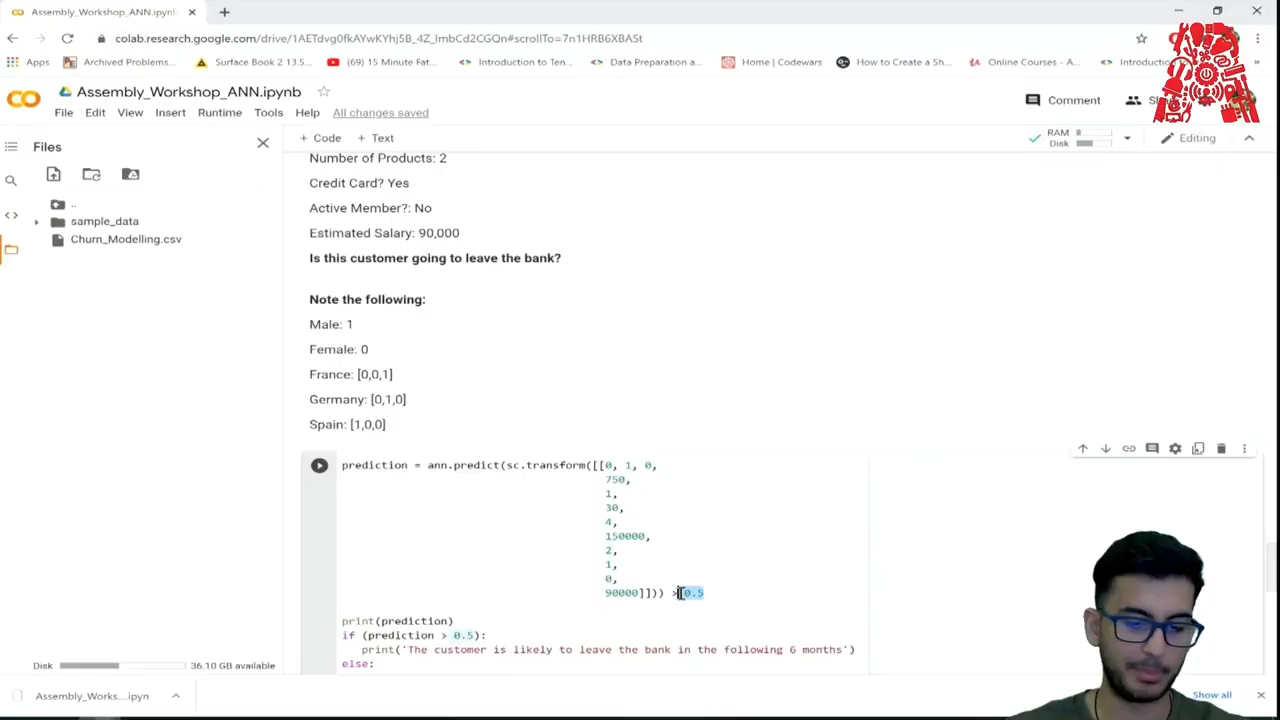 Assembly_Workshop_ANN.ipynb
colab.research.google.com/drive/1AETdvg0fkAYwKYhj5B_4Z_lmbCd2CGQn#scrollTo=7n1HRB6XBASt
Apps
Archived Problems...
Surface Book 2 13.5...
(69) 15 Minute Fat...
Introduction to Ten...
Data Preparation a...
Home | Codewars
How to Create a Sh...
Online Courses - A...
»
Assembly_Workshop_ANN.ipynb
Comment
File Edit View Insert Runtime Tools Help All changes saved
Files
+ Code + Text
RAM
Disk
Editing
..
sample_data
Churn_Modelling.csv
Number of Products: 2
Credit Card? Yes
Active Member?: No
Estimated Salary: 90,000
Is this customer going to leave the bank?
Note the following:
Male: 1
Female: 0
France: [0,0,1]
Germany: [0,1,0]
Spain: [1,0,0]
prediction = ann.predict(sc.transform([[0, 1, 0,
750,
1,
30,
4,
150000,
2,
1,
0,
90000]])) > 0.5
print(prediction)
if (prediction > 0.5):
print('The customer is likely to leave the bank in the following 6 months')
else:
Disk 36.10 GB available
Assembly_Works....ipyn
Show all